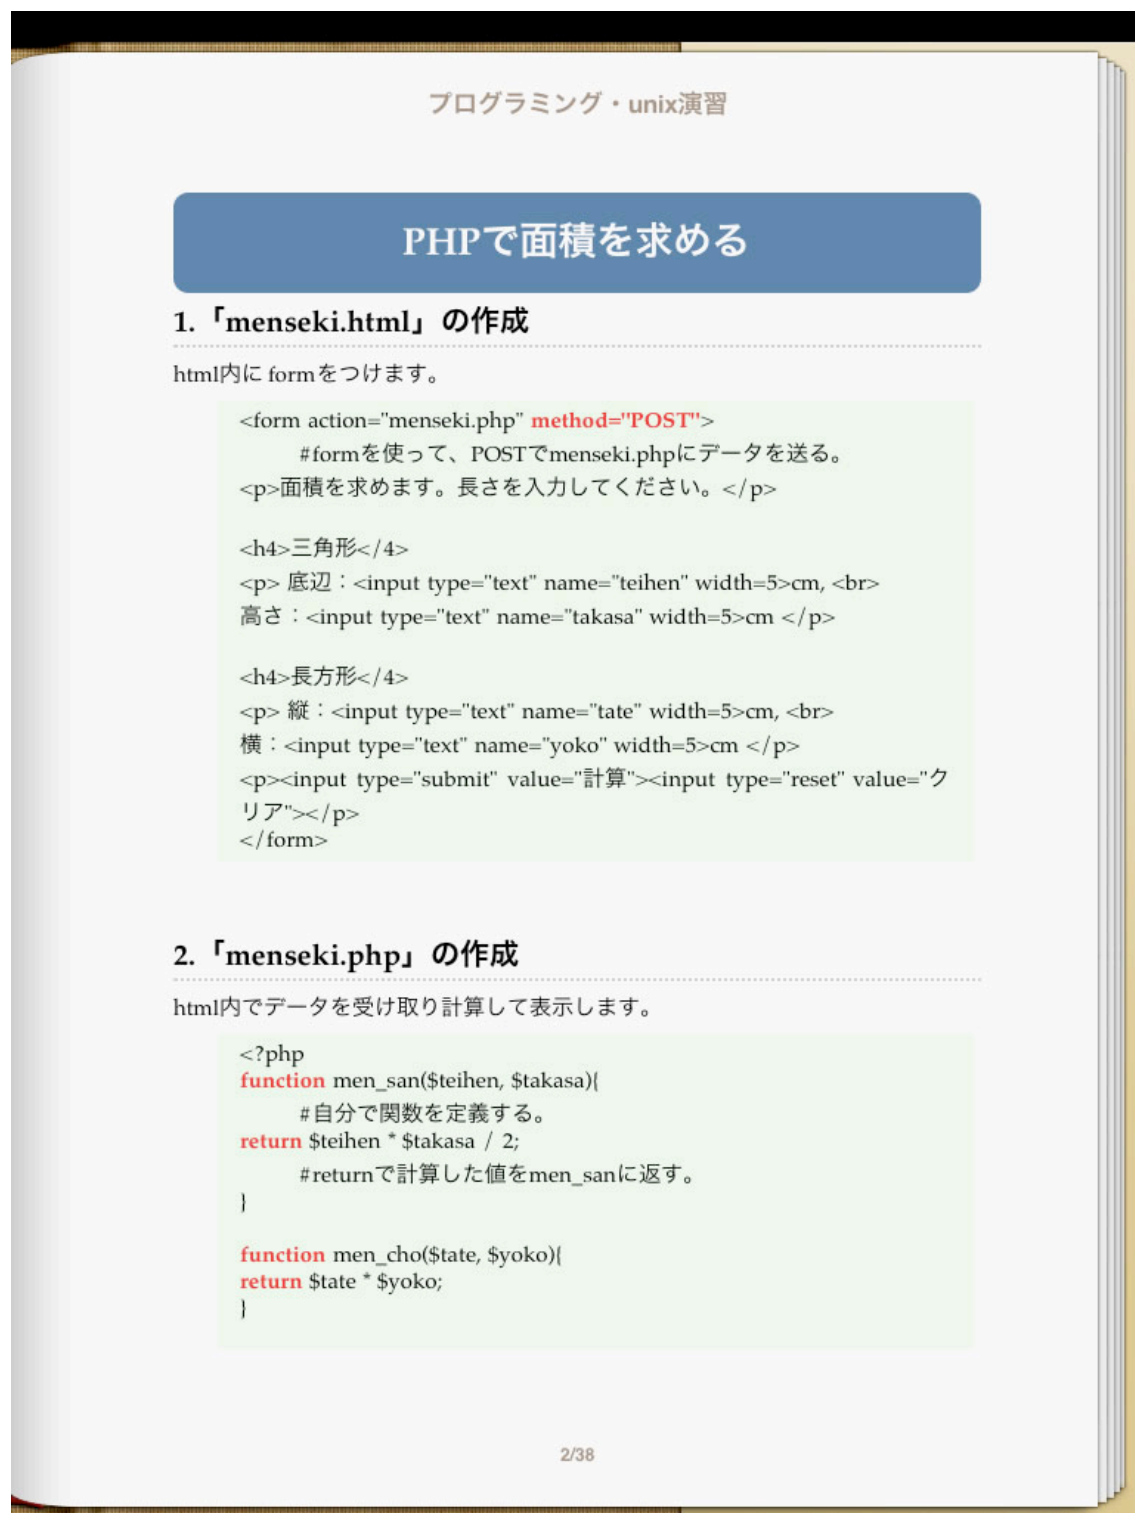 プログラミング・unix演習
PHPで面積を求める
1.「menseki.html」の作成
html内に formをつけます。
<form action="menseki.php" method="POST">
#formを使って、POSTでmenseki.phpにデータを送る。
<p>面積を求めます。長さを入力してください。</p>
<h4>三角形</4>
<p> 底辺：<input type="text" name="teihen" width=5>cm, <br>
高さ：<input type="text" name="takasa" width=5>cm </p>
<h4>長方形</4>
<p> 縦：<input type="text" name="tate" width=5>cm, <br>
横：<input type="text" name="yoko" width=5>cm </p>
<p><input type="submit" value="計算"><input type="reset" value="ク
リア"></p>
</form>
2.「menseki.php」の作成
html内でデータを受け取り計算して表示します。
<?php
function men_san($teihen, $takasa){
#自分で関数を定義する。
return $teihen * $takasa / 2;
#returnで計算した値をmen_sanに返す。
}
function men_cho($tate, $yoko){
return $tate * $yoko;
}
2/38